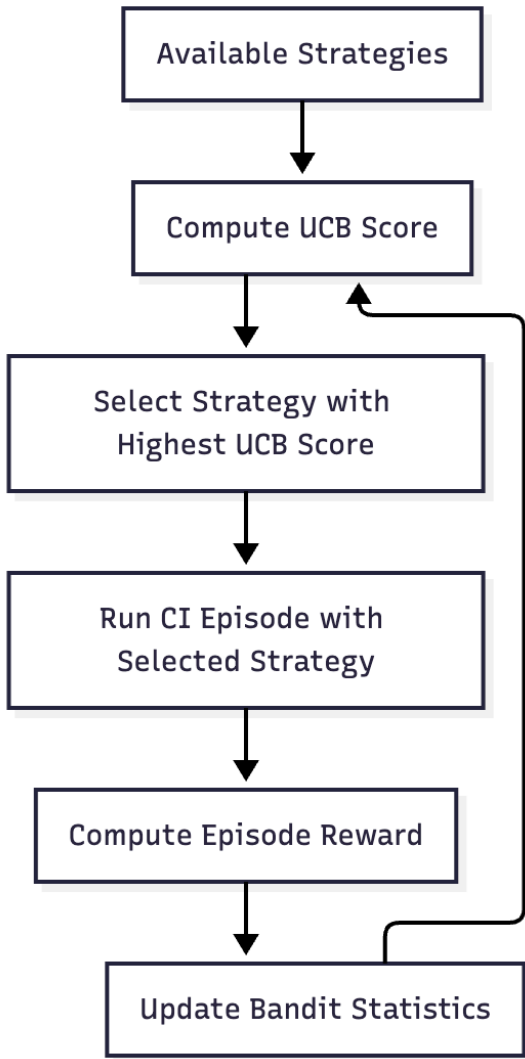 Available Strategies
Compute UCB Score
Select Strategy with
Highest UCB Score
Run CI Episode with
Selected Strategy
Compute Episode Reward
Update Bandit Statistics